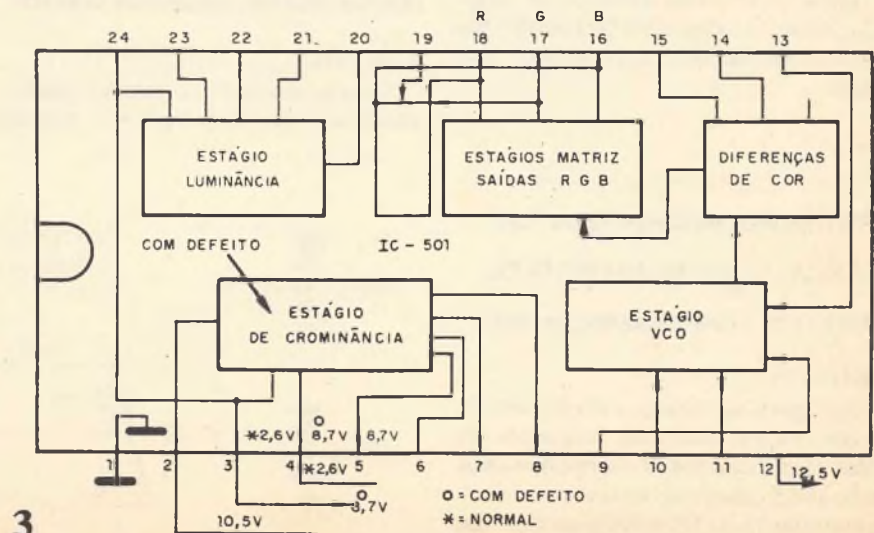 R G B
24 23 22 21 20 19 18 17 16 15 14 13
ESTÁGIO
LUMINÂNCIA
ESTÁGIOS MATRIZ
SAÍDAS R G B
DIFERENÇAS
DE COR
COM DEFEITO
IC - 501
ESTÁGIO
DE CROMINÂNCIA
ESTÁGIO
VCO
*2,6V 8,7V 8,7V
1 2 3 4 *2,6V 5 6 7 8 9 10 11 12 12,5V
8,7V
O = COM DEFEITO
* = NORMAL
10,5V
3